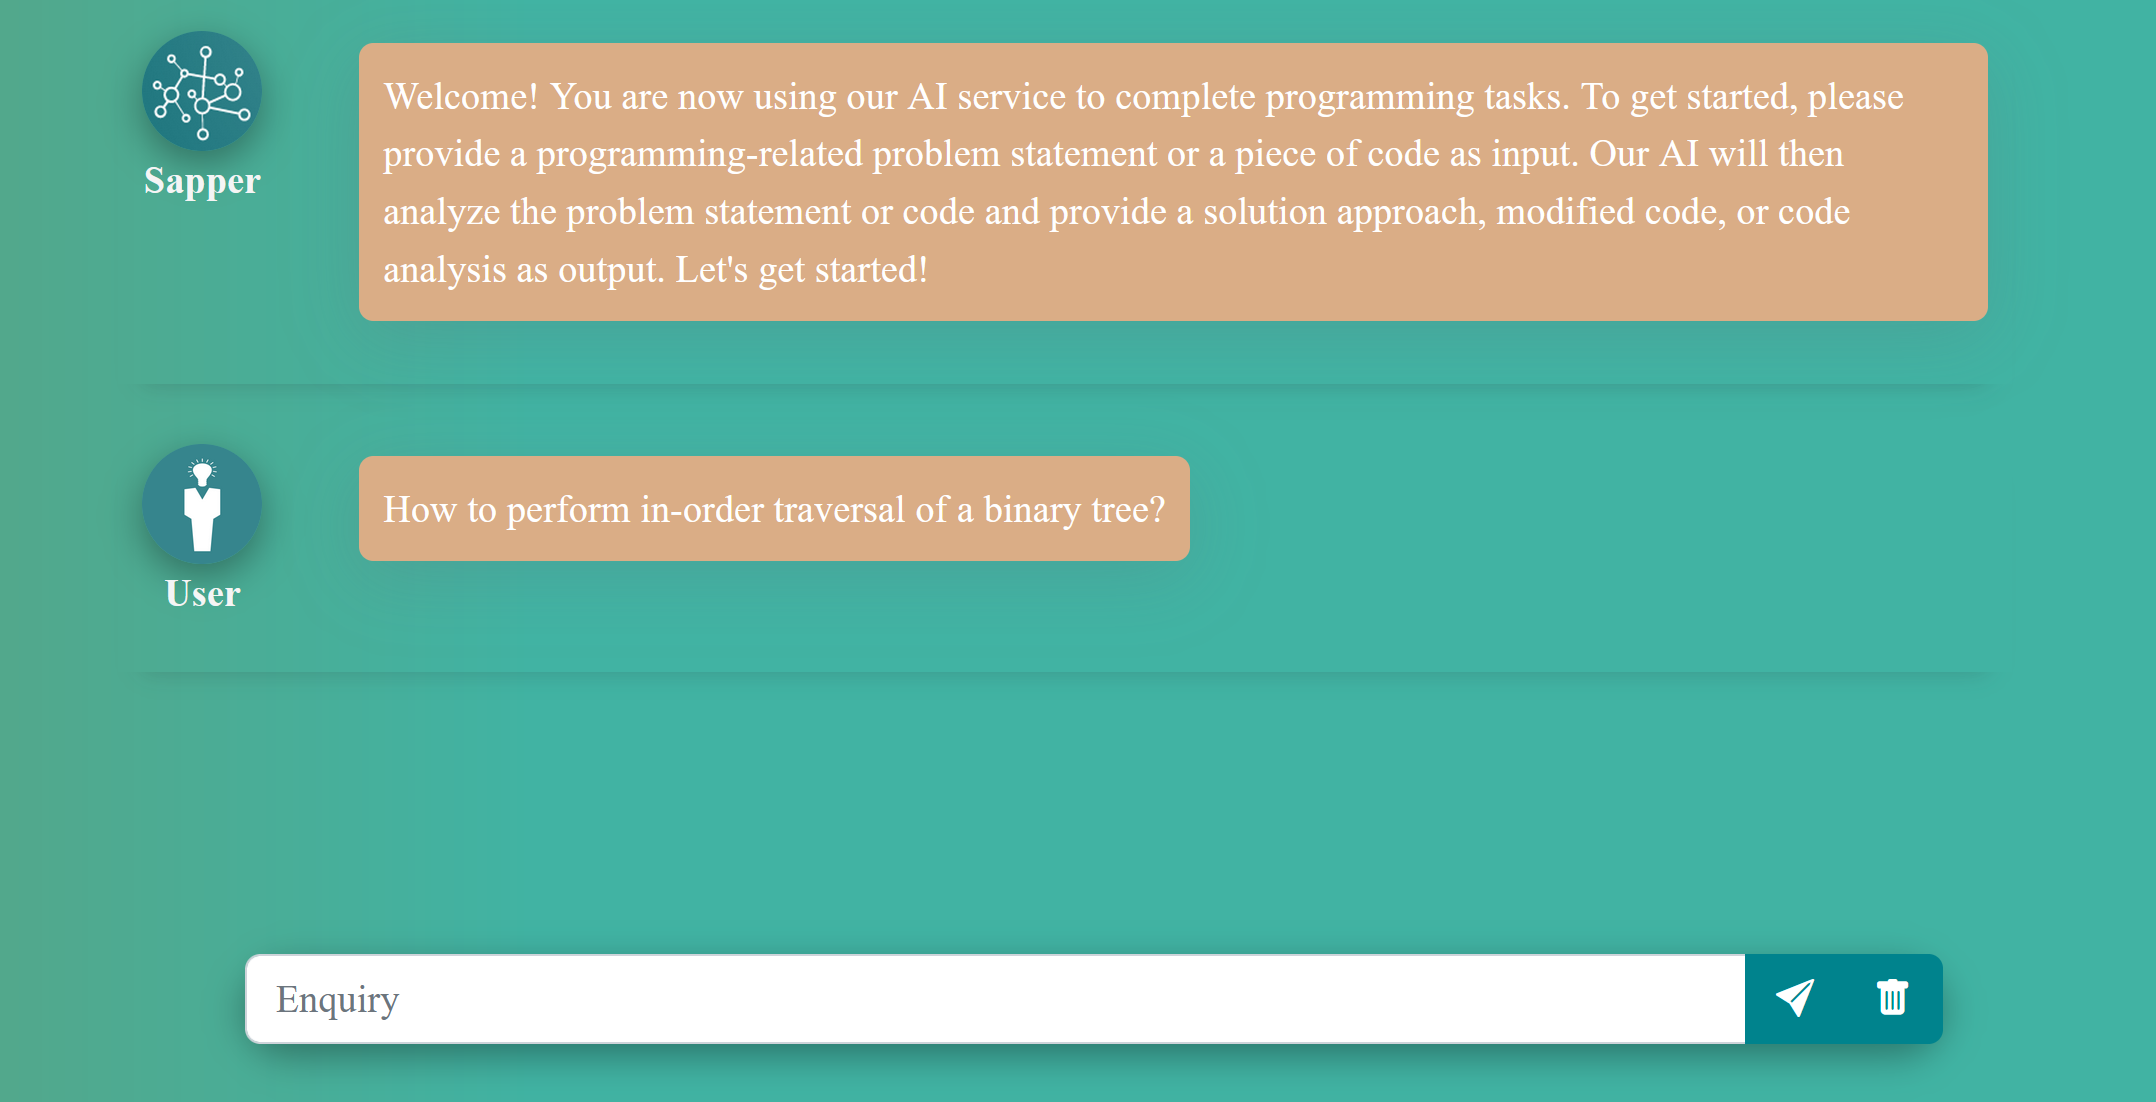 Welcome! You are now using our AI service to complete programming tasks. To get started, please
provide a programming-related problem statement or a piece of code as input. Our AI will then
analyze the problem statement or code and provide a solution approach, modified code, or code
analysis as output. Let's get started!
Sapper
How to perform in-order traversal of a binary tree?
User
Enquiry